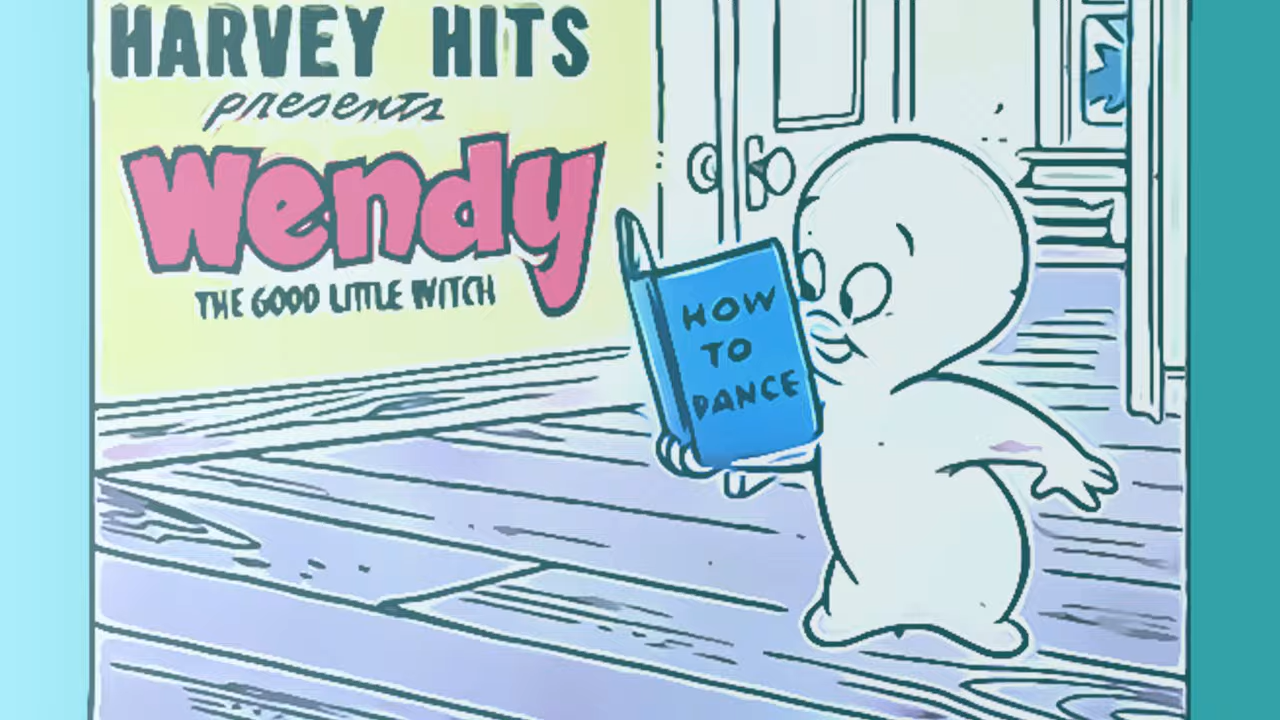 HARVEY HITS
presents
Wendy
THE GOOD LITTLE WITCH
HOW
TO
DANCE